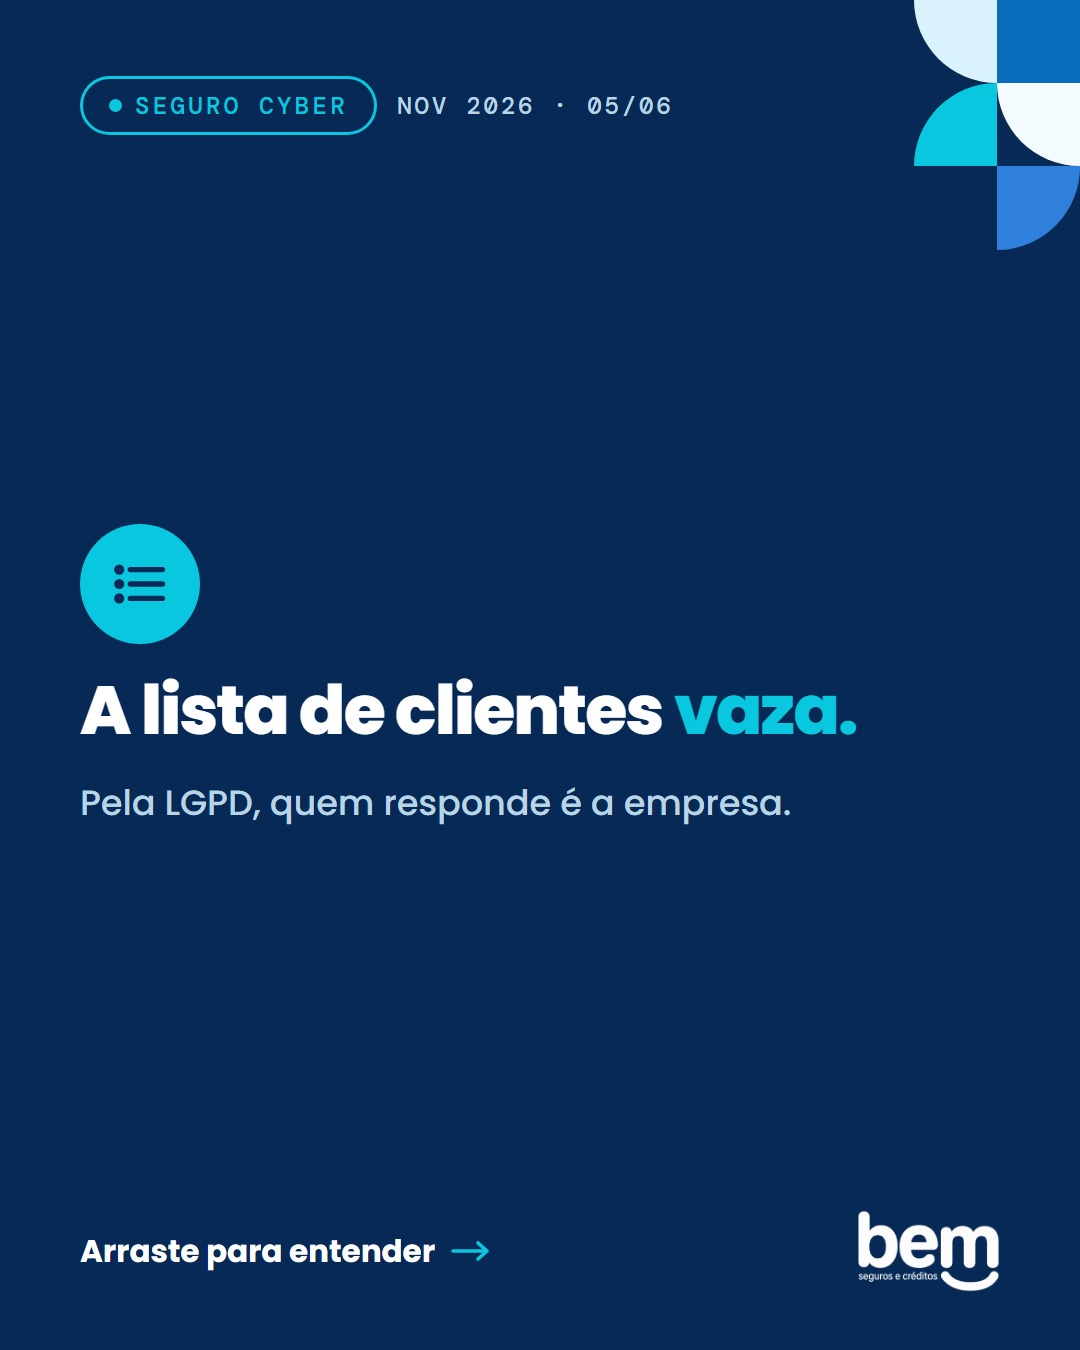 SEGURO CYBER NOV 2026 · 05/06
A lista de clientes vaza.
Pela LGPD, quem responde é a empresa.
Arraste para entender →
bem
seguros e créditos